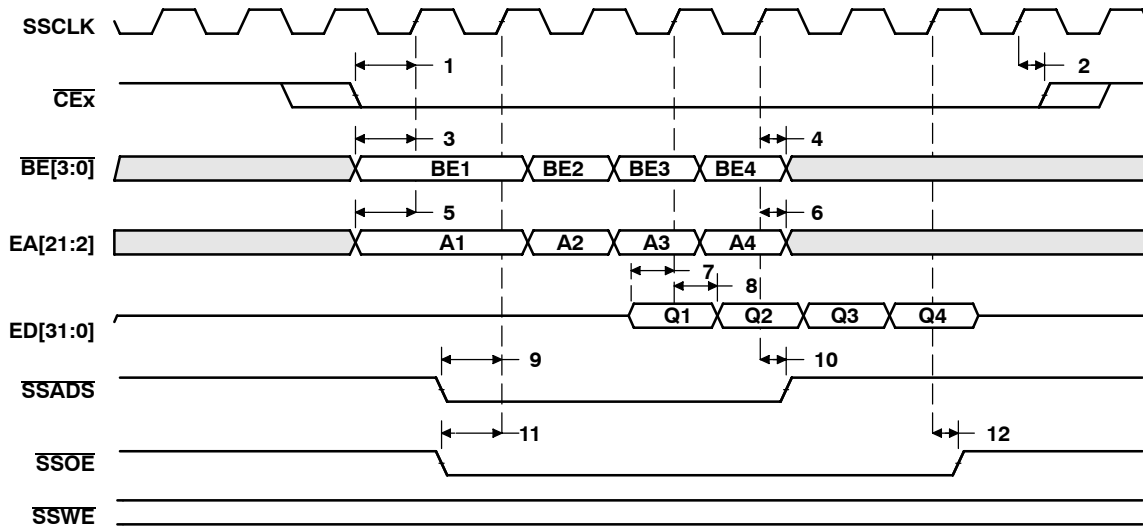 SSCLK
1 2
CEx
3 4
BE[3:0] BE1 BE2 BE3 BE4
5 6
EA[21:2] A1 A2 A3 A4
7
8
ED[31:0] Q1 Q2 Q3 Q4
9 10
SSADS
11 12
SSOE
SSWE